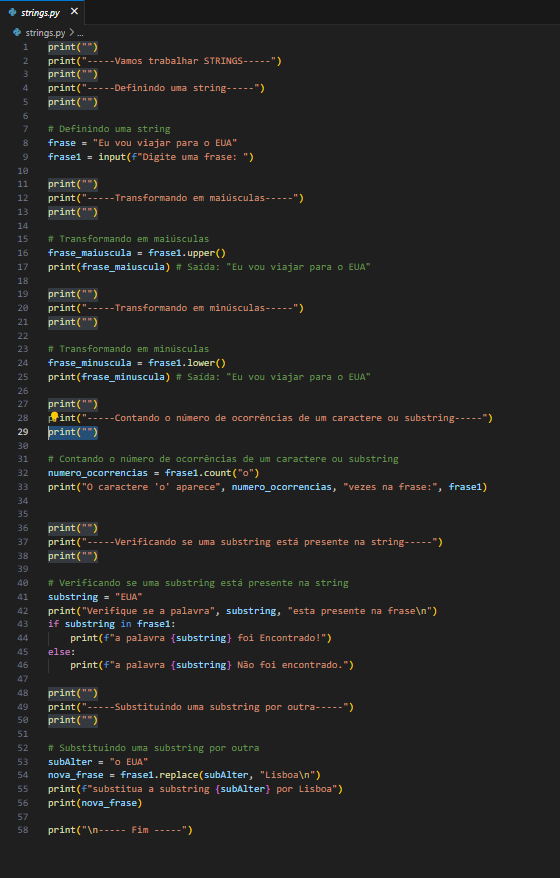 strings.py ×
strings.py > ...
1 print("")
2 print("-----Vamos trabalhar STRINGS-----")
3 print("")
4 print("-----Definindo uma string-----")
5 print("")
6
7 # Definindo uma string
8 frase = "Eu vou viajar para o EUA"
9 frase1 = input(f"Digite uma frase: ")
10
11 print("")
12 print("-----Transformando em maiúsculas-----")
13 print("")
14
15 # Transformando em maiúsculas
16 frase_maiuscula = frase1.upper()
17 print(frase_maiuscula) # Saída: "Eu vou viajar para o EUA"
18
19 print("")
20 print("-----Transformando em minúsculas-----")
21 print("")
22
23 # Transformando em minúsculas
24 frase_minuscula = frase1.lower()
25 print(frase_minuscula) # Saída: "Eu vou viajar para o EUA"
26
27 print("")
28 print("-----Contando o número de ocorrências de um caractere ou substring-----")
29 print("")
30
31 # Contando o número de ocorrências de um caractere ou substring
32 numero_ocorrencias = frase1.count("o")
33 print("O caractere 'o' aparece", numero_ocorrencias, "vezes na frase:", frase1)
34
35
36 print("")
37 print("-----Verificando se uma substring está presente na string-----")
38 print("")
39
40 # Verificando se uma substring está presente na string
41 substring = "EUA"
42 print("Verifique se a palavra", substring, "esta presente na frase\n")
43 if substring in frase1:
44     print(f"a palavra {substring} foi Encontrado!")
45 else:
46     print(f"a palavra {substring} Não foi encontrado.")
47
48 print("")
49 print("-----Substituindo uma substring por outra-----")
50 print("")
51
52 # Substituindo uma substring por outra
53 subAlter = "o EUA"
54 nova_frase = frase1.replace(subAlter, "Lisboa\n")
55 print(f"substitua a substring {subAlter} por Lisboa")
56 print(nova_frase)
57
58 print("\n----- Fim -----")